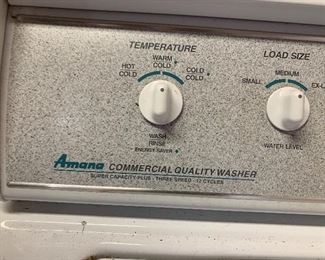 TEMPERATURE
LOAD SIZE
WARM
COLD
HOT
COLD
COLD
COLD
MEDIUM
SMALL
EX-L
WASH
RINSE
ENERGY SAVER
WATER LEVEL
Amana COMMERCIAL QUALITY WASHER
SUPER CAPACITY PLUS - THREE SPEED - 12 CYCLES